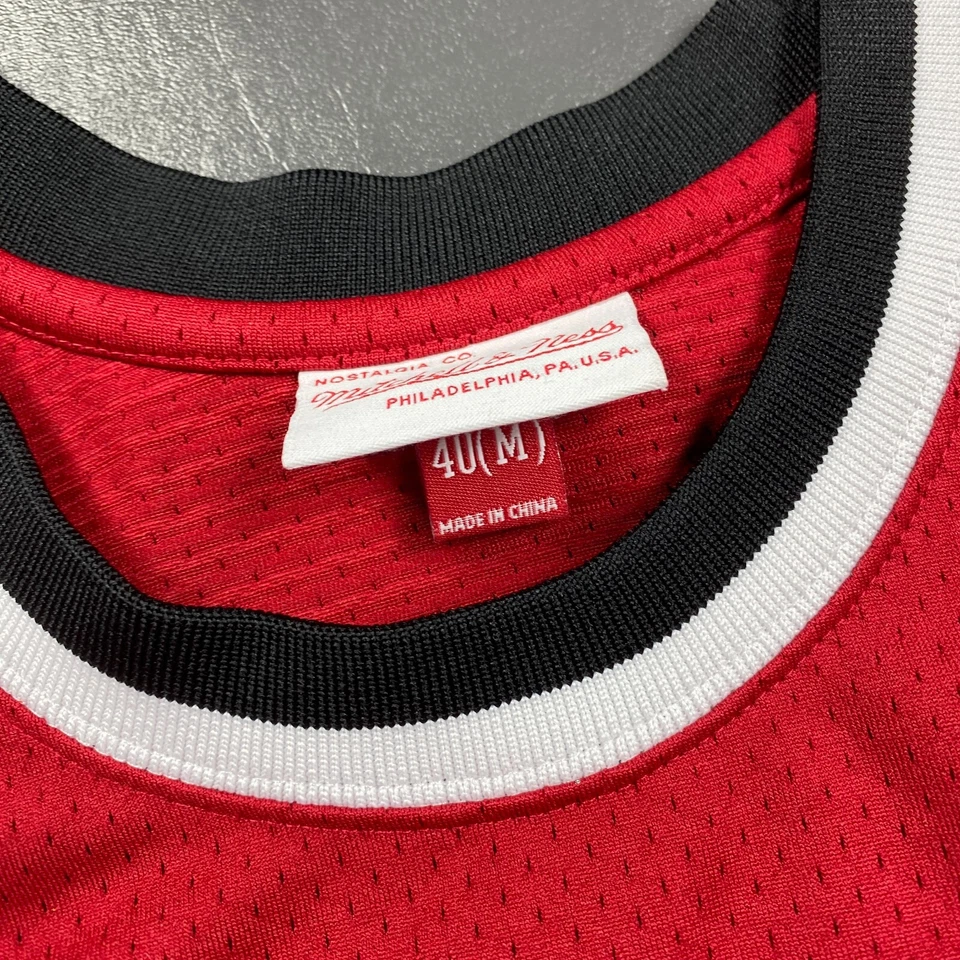 NOSTALGIA CO.
Mitchell & Ness
PHILADELPHIA, PA. U.S.A.
40(M)
MADE IN CHINA